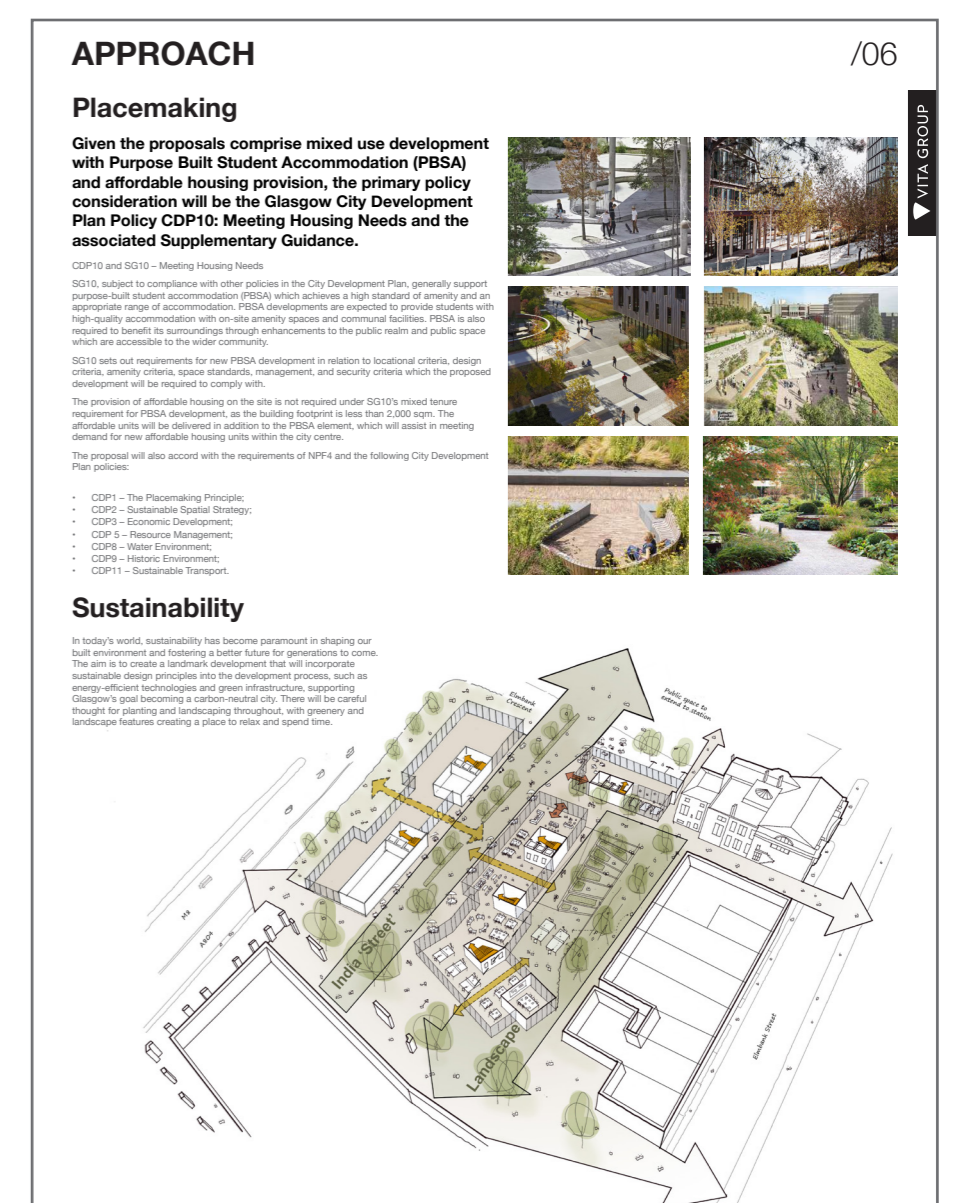 APPROACH
/06
VITA GROUP
Placemaking
Given the proposals comprise mixed use development
with Purpose Built Student Accommodation (PBSA)
and affordable housing provision, the primary policy
consideration will be the Glasgow City Development
Plan Policy CDP10: Meeting Housing Needs and the
associated Supplementary Guidance.
CDP10 and SG10 – Meeting Housing Needs
SG10, subject to compliance with other policies in the City Development Plan, generally support
purpose-built student accommodation (PBSA) which achieves a high standard of amenity and an
appropriate range of accommodation. PBSA developments are expected to provide students with
high-quality accommodation with on-site amenity spaces and communal facilities. PBSA is also
required to benefit its surroundings through enhancements to the public realm and public space
which are accessible to the wider community.
SG10 sets out requirements for new PBSA development in relation to locational criteria, design
criteria, amenity criteria, space standards, management, and security criteria which the proposed
development will be required to comply with.
The provision of affordable housing on the site is not required under SG10's mixed tenure
requirement for PBSA development, as the building footprint is less than 2,000 sqm. The
affordable units will be delivered in addition to the PBSA element, which will assist in meeting
demand for new affordable housing units within the city centre.
The proposal will also accord with the requirements of NPF4 and the following City Development
Plan policies:
• CDP1 – The Placemaking Principle;
• CDP2 – Sustainable Spatial Strategy;
• CDP3 – Economic Development;
• CDP 5 – Resource Management;
• CDP8 – Water Environment;
• CDP9 – Historic Environment;
• CDP11 – Sustainable Transport.
Sustainability
In today's world, sustainability has become paramount in shaping our
built environment and fostering a better future for generations to come.
The aim is to create a landmark development that will incorporate
sustainable design principles into the development process, such as
energy-efficient technologies and green infrastructure, supporting
Glasgow's goal becoming a carbon-neutral city. There will be careful
thought for planting and landscaping throughout, with greenery and
landscape features creating a place to relax and spend time.
Elmbank
Crescent
Public space to
extend to station
M8
A804
India Street'
Landscape
Elmbank Street